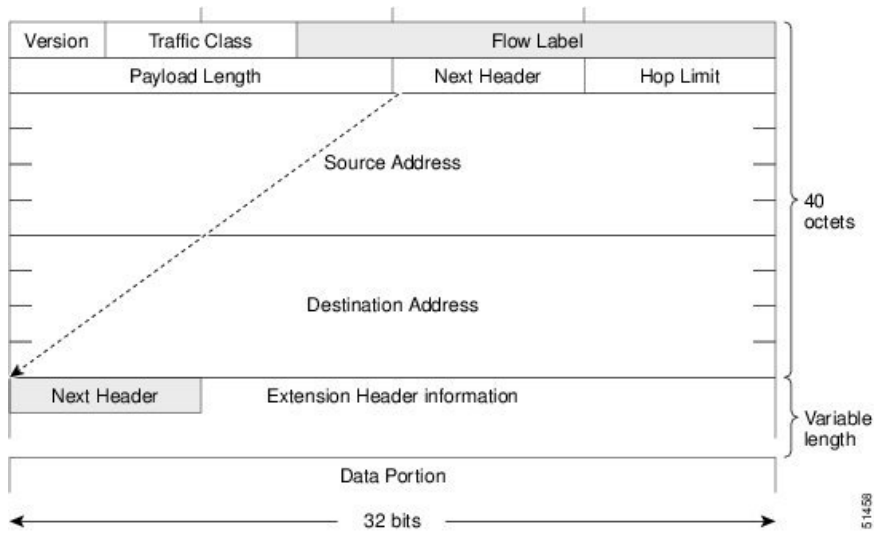 Version Traffic Class Flow Label
Payload Length Next Header Hop Limit
Source Address
40
octets
Destination Address
Next Header Extension Header information
Variable
length
Data Portion
32 bits
51458